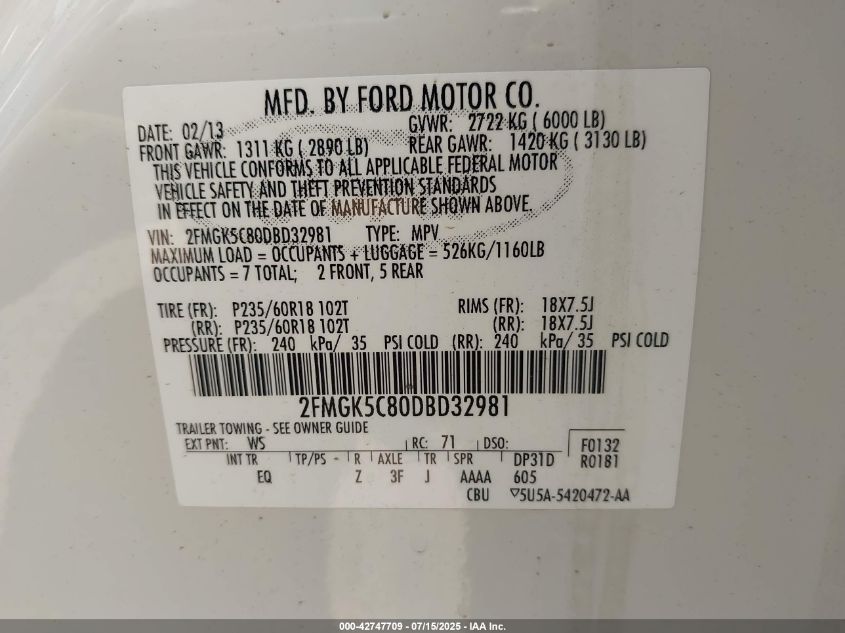 MFD. BY FORD MOTOR CO.
DATE: 02/13 GVWR: 2722 KG ( 6000 LB)
FRONT GAWR: 1311 KG ( 2890 LB) REAR GAWR: 1420 KG ( 3130 LB)
THIS VEHICLE CONFORMS TO ALL APPLICABLE FEDERAL MOTOR
VEHICLE SAFETY AND THEFT PREVENTION STANDARDS
IN EFFECT ON THE DATE OF MANUFACTURE SHOWN ABOVE.
VIN: 2FMGK5C80DBD32981 TYPE: MPV
MAXIMUM LOAD = OCCUPANTS + LUGGAGE = 526KG/1160LB
OCCUPANTS = 7 TOTAL; 2 FRONT, 5 REAR
TIRE (FR): P235/60R18 102T RIMS (FR): 18X7.5J
(RR): P235/60R18 102T (RR): 18X7.5J
PRESSURE (FR): 240 kPa/ 35 PSI COLD (RR): 240 kPa/ 35 PSI COLD
2FMGK5C80DBD32981
TRAILER TOWING - SEE OWNER GUIDE
EXT PNT: WS RC: 71 DSO: F0132
INT TR TP/PS - R AXLE TR SPR DP31D R0181
EQ Z 3F J AAAA 605
CBU ▽5U5A-5420472-AA
000-42747709 - 07/15/2025 - IAA Inc.